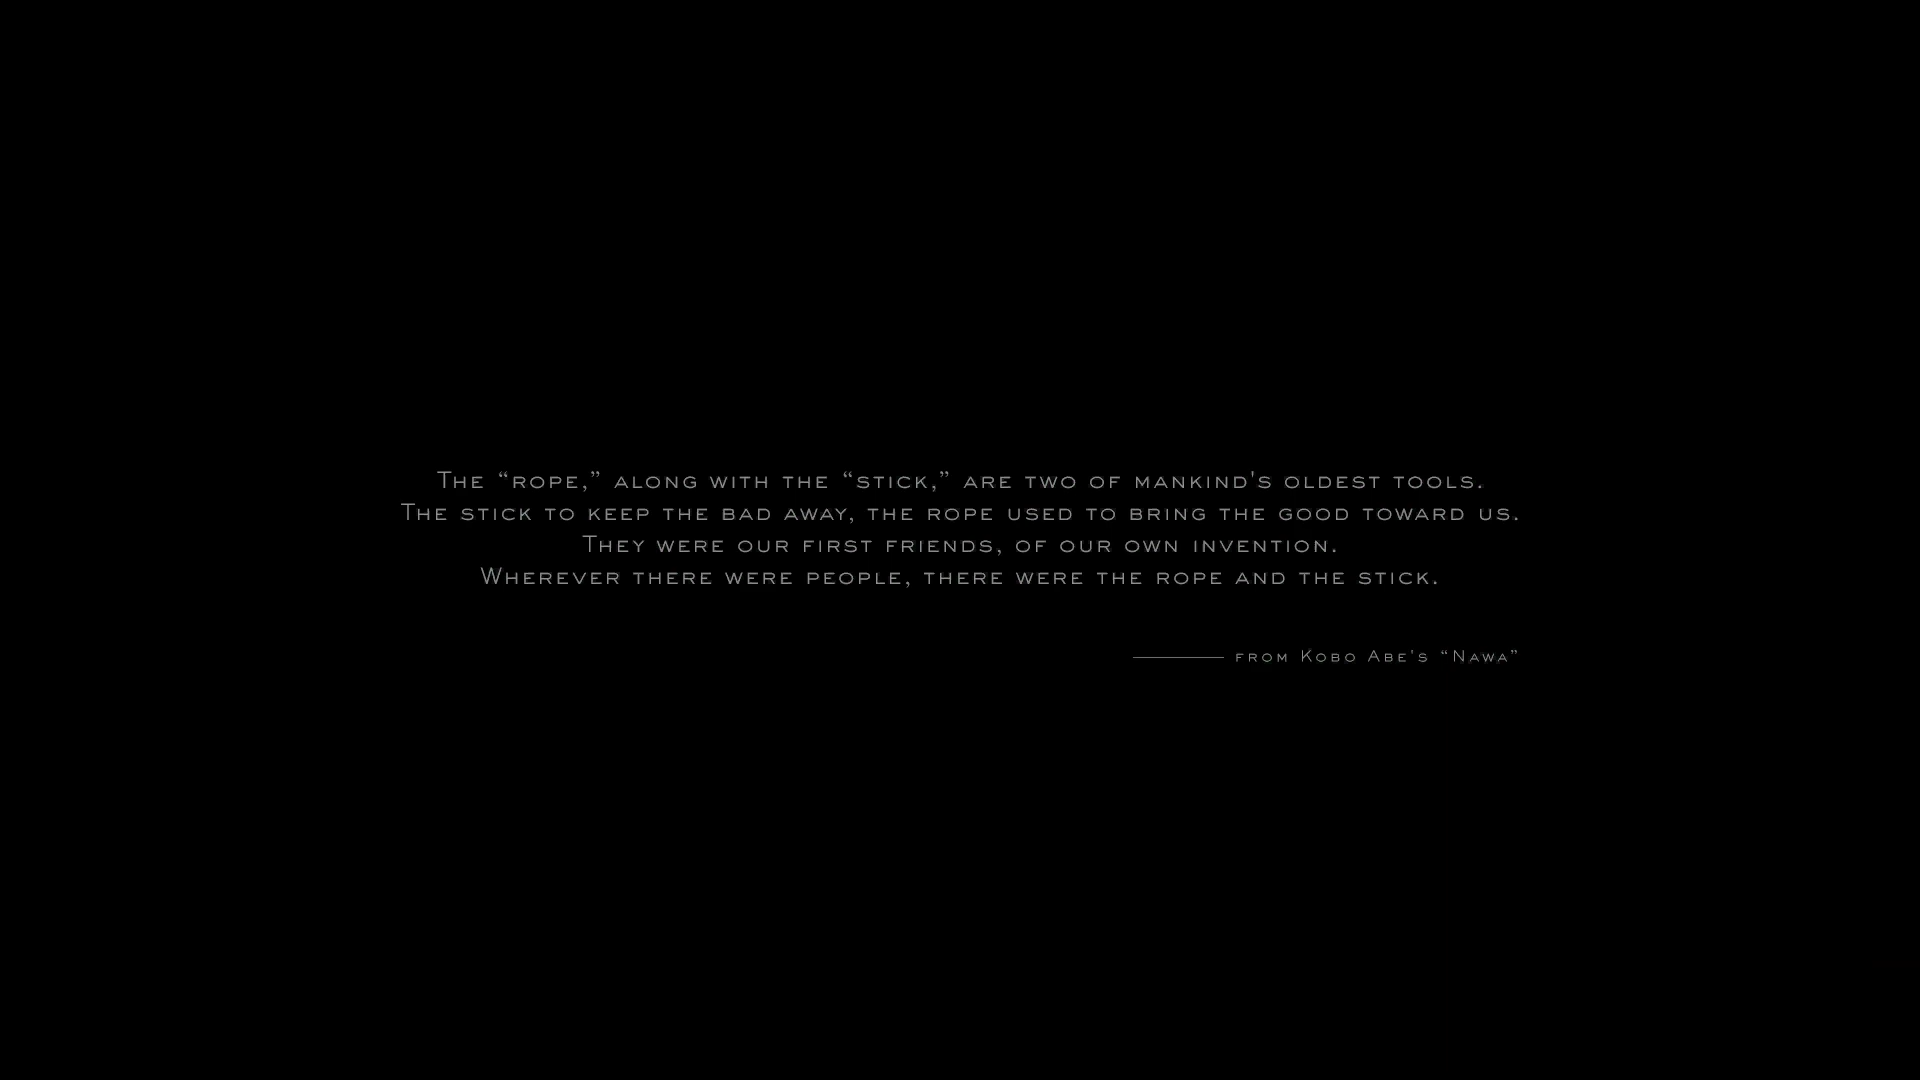 The “rope,” along with the “stick,” are two of mankind's oldest tools.
The stick to keep the bad away, the rope used to bring the good toward us.
They were our first friends, of our own invention.
Wherever there were people, there were the rope and the stick.
from Kobo Abe's “Nawa”